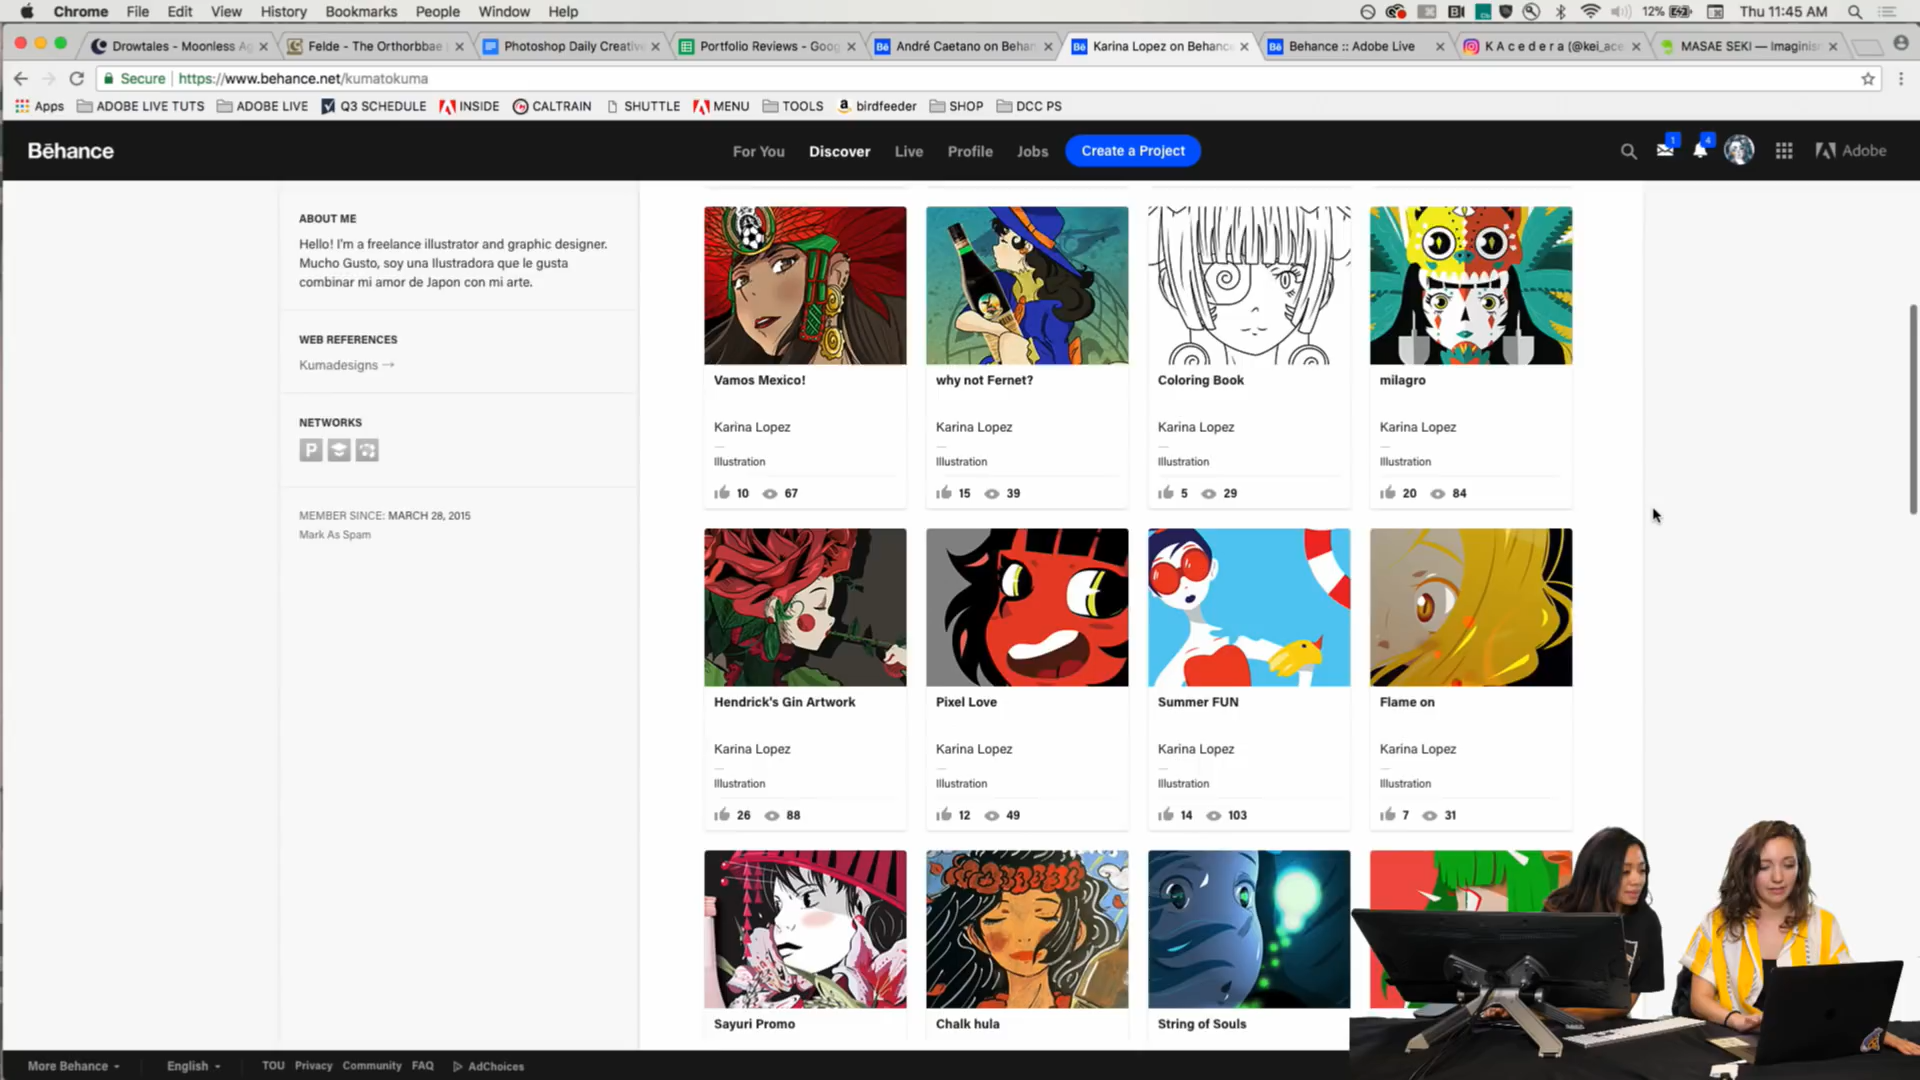 Chrome File Edit View History Bookmarks People Window Help 12% Thu 11:45 AM
Drowtales - Moonless Ag Felde - The Orthorbbae Photoshop Daily Creative Portfolio Reviews - Goog André Caetano on Behan Karina Lopez on Behance Behance :: Adobe Live K A c e d e r a (@kei_ace MASAE SEKI — Imaginis
Secure https://www.behance.net/kumatokuma
Apps ADOBE LIVE TUTS ADOBE LIVE Q3 SCHEDULE INSIDE CALTRAIN SHUTTLE MENU TOOLS birdfeeder SHOP DCC PS
Bēhance For You Discover Live Profile Jobs Create a Project 1 4 Adobe
ABOUT ME
Hello! I'm a freelance illustrator and graphic designer.
Mucho Gusto, soy una Ilustradora que le gusta
combinar mi amor de Japon con mi arte.
WEB REFERENCES
Kumadesigns →
NETWORKS
P
MEMBER SINCE: MARCH 28, 2015
Mark As Spam
Vamos Mexico! why not Fernet? Coloring Book milagro
Karina Lopez Karina Lopez Karina Lopez Karina Lopez
Illustration Illustration Illustration Illustration
10 67 15 39 5 29 20 84
Hendrick's Gin Artwork Pixel Love Summer FUN Flame on
Karina Lopez Karina Lopez Karina Lopez Karina Lopez
Illustration Illustration Illustration Illustration
26 88 12 49 14 103 7 31
Sayuri Promo Chalk hula String of Souls
More Behance English TOU Privacy Community FAQ AdChoices